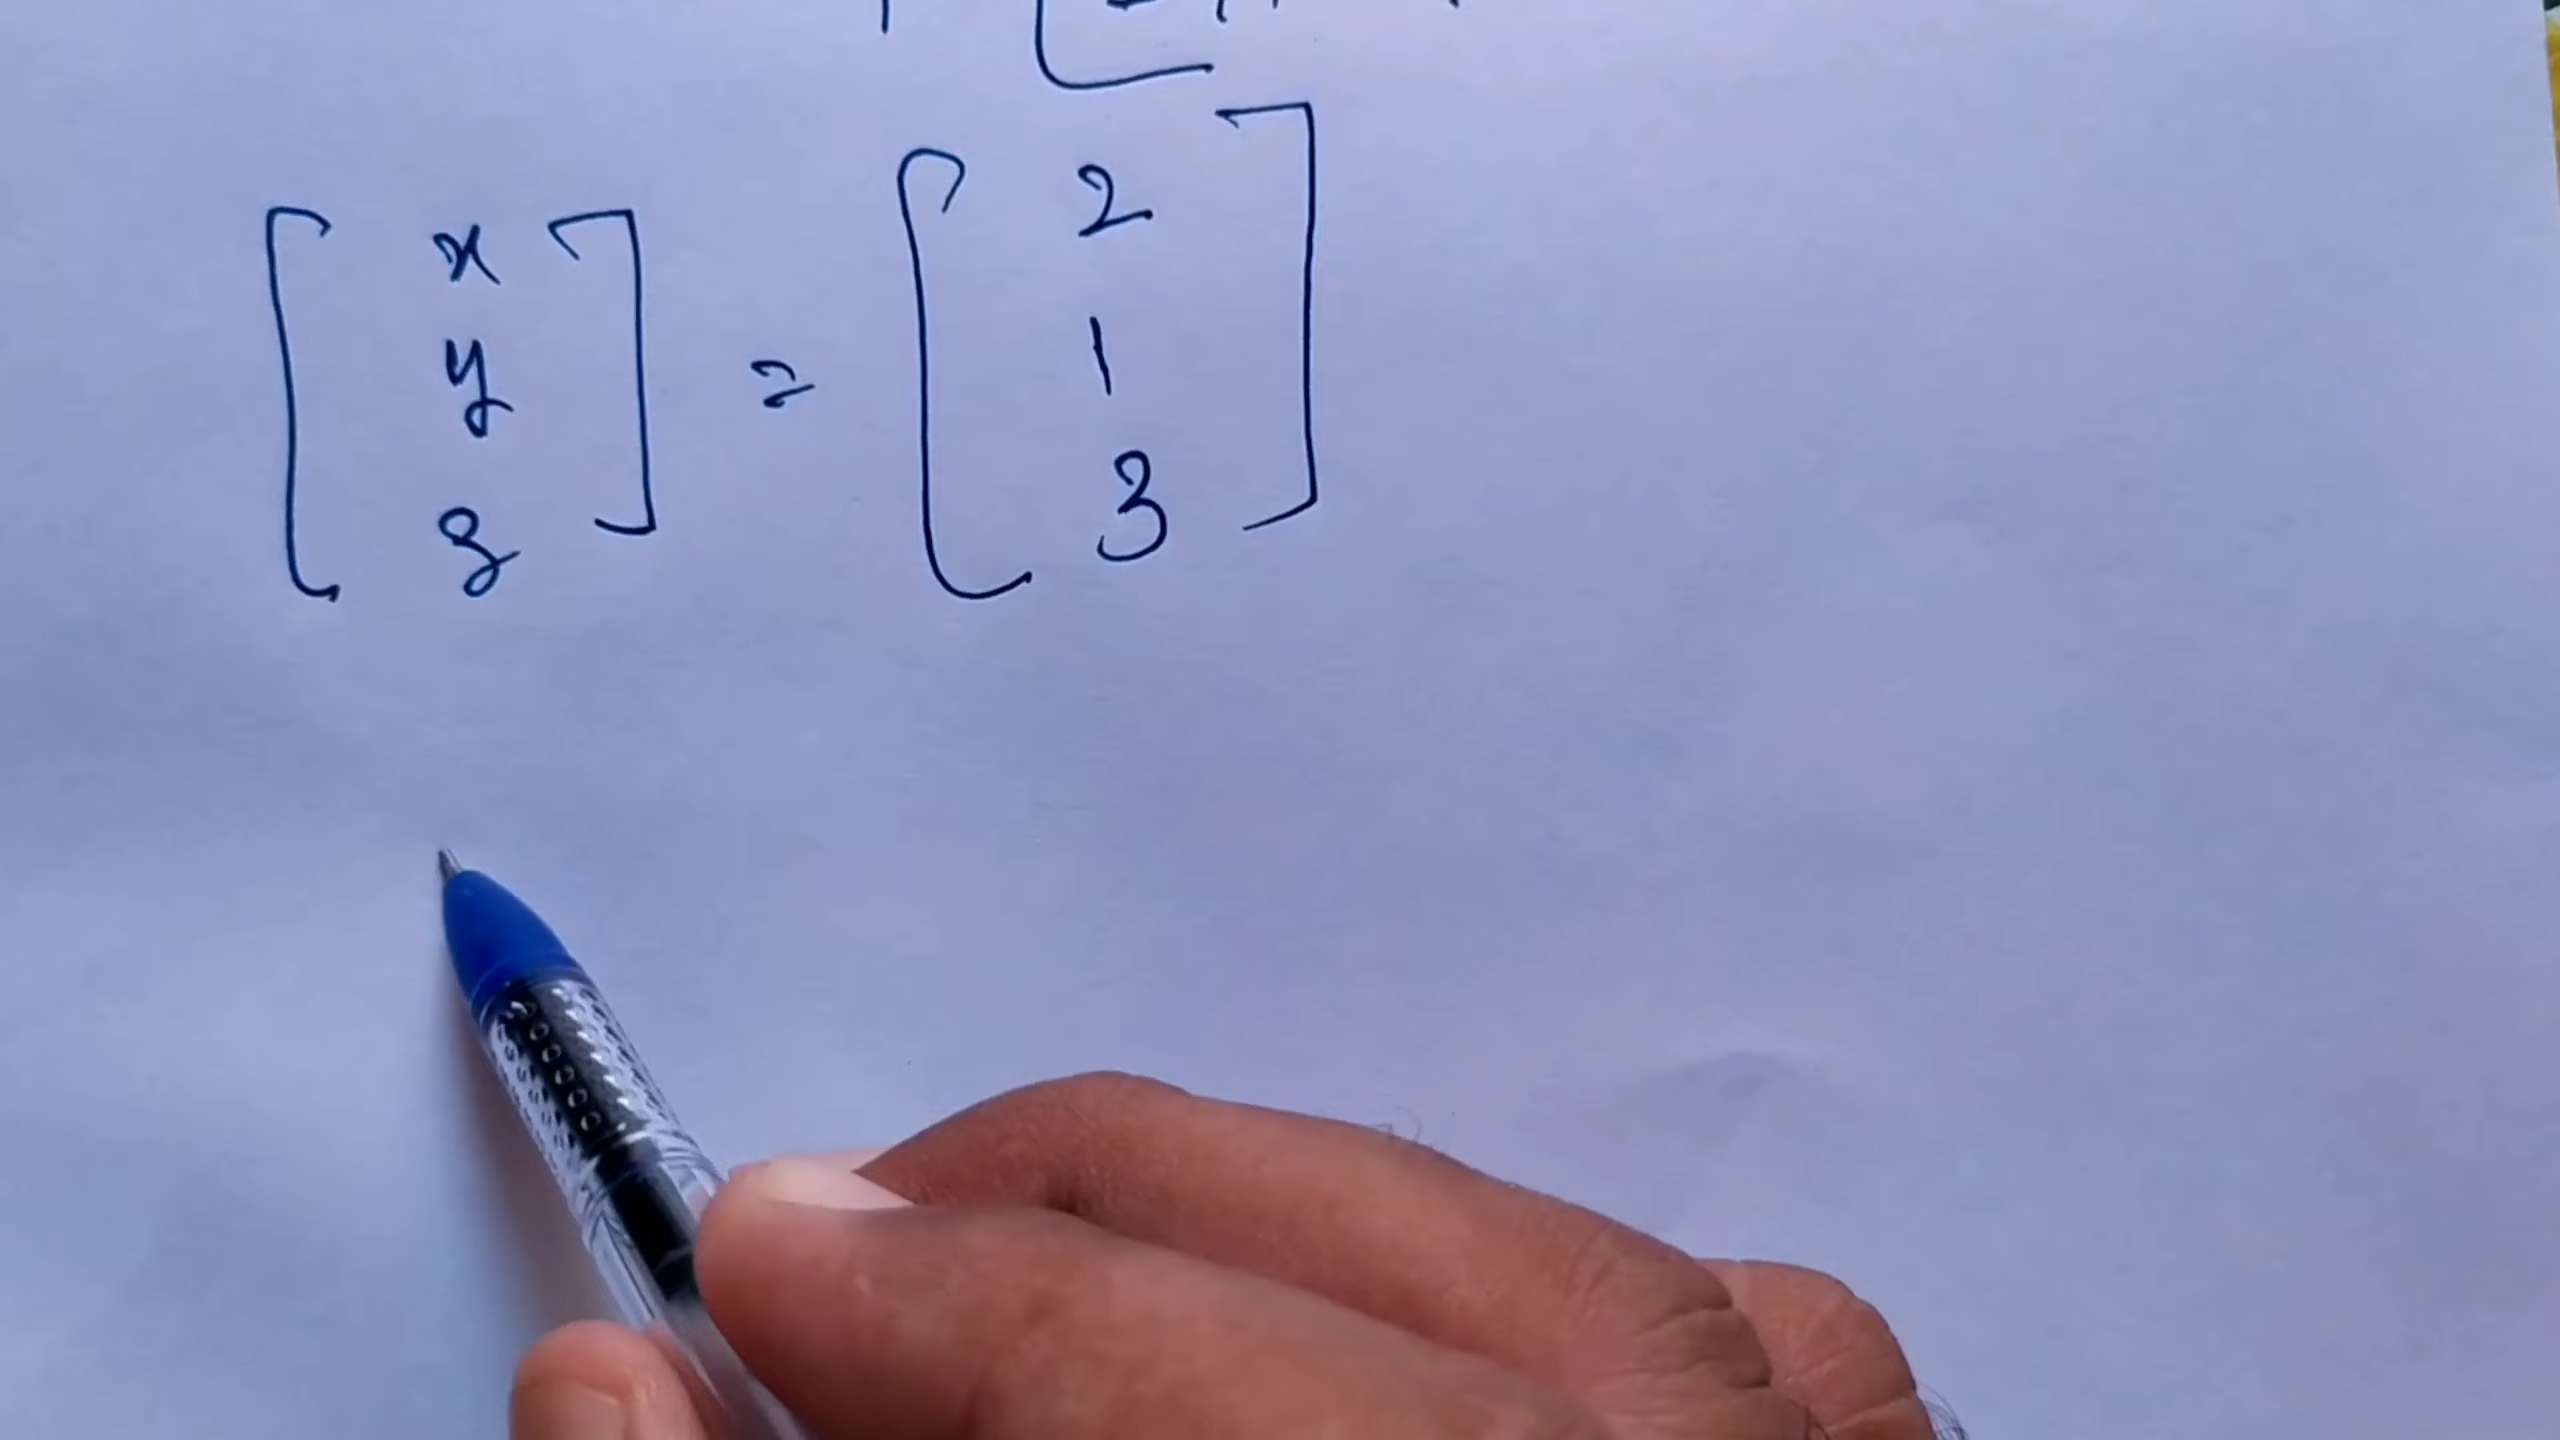 [ x ] = [ 2 ]
[ y ] [ 1 ]
[ z ] [ 3 ]